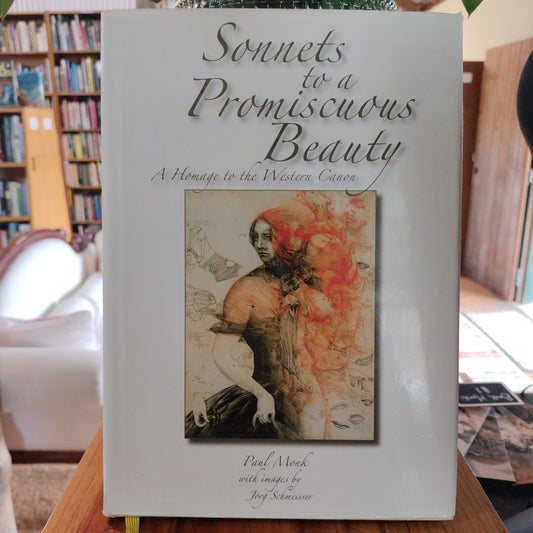 Sonnets
to a
Promiscuous
Beauty
A Homage to the Western Canon
Paul Monk
with images by
Jörg Schmeisser